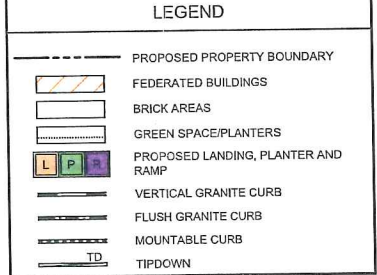 LEGEND
PROPOSED PROPERTY BOUNDARY
FEDERATED BUILDINGS
BRICK AREAS
GREEN SPACE/PLANTERS
L P R PROPOSED LANDING, PLANTER AND
RAMP
VERTICAL GRANITE CURB
FLUSH GRANITE CURB
MOUNTABLE CURB
TD TIPDOWN